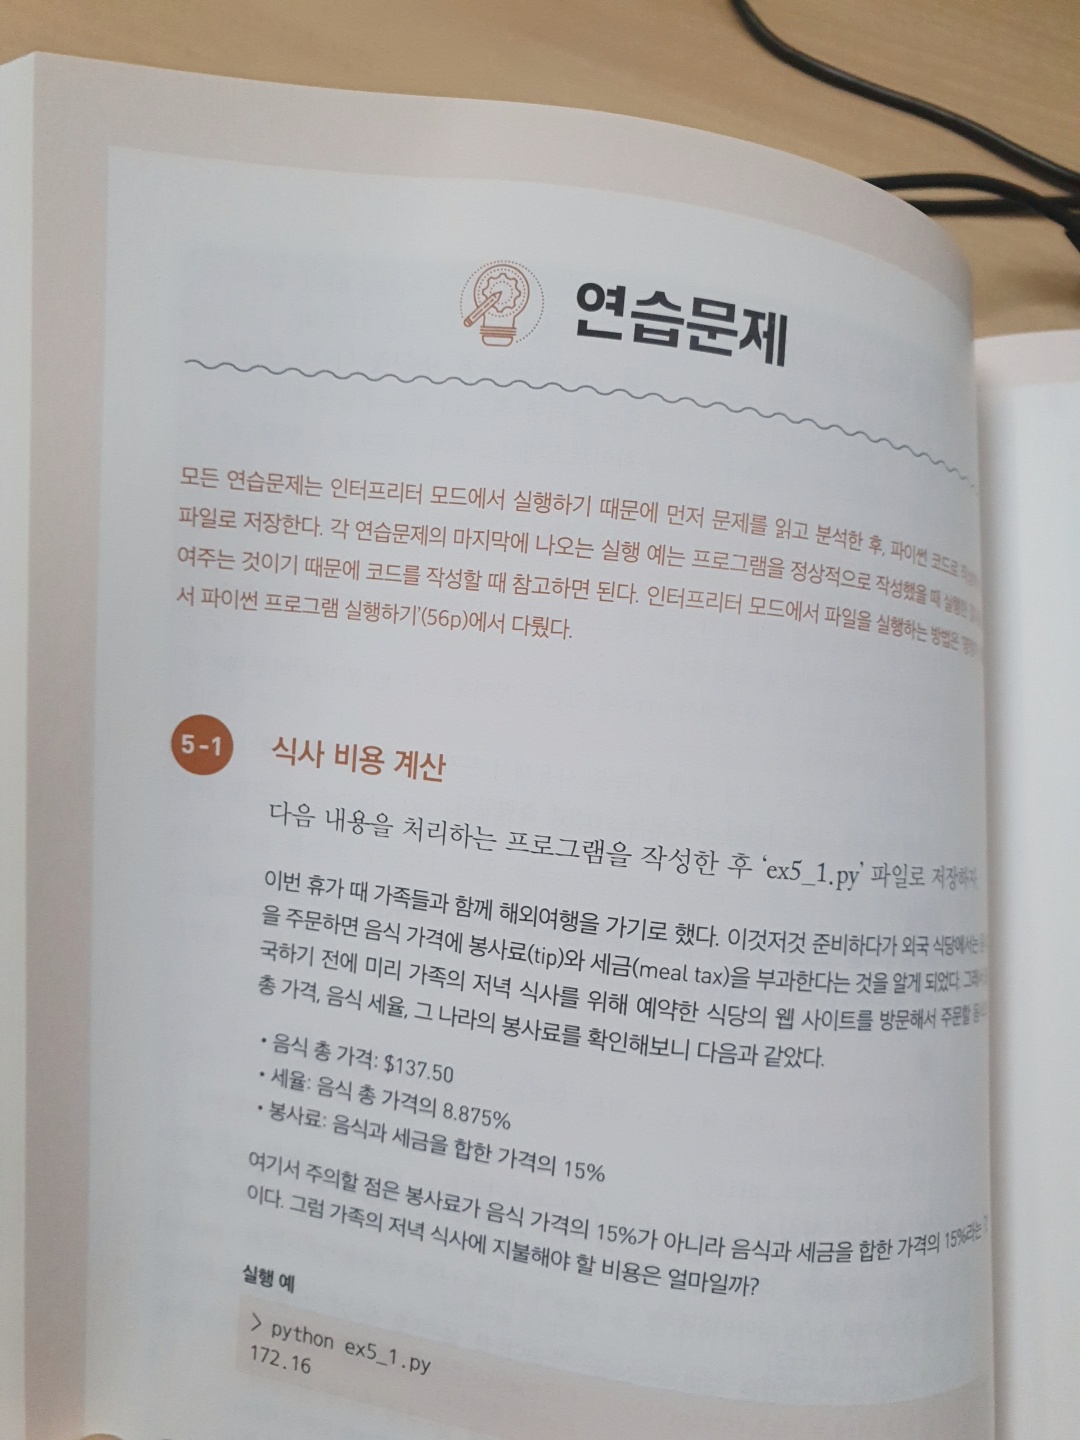 연습문제
모든 연습문제는 인터프리터 모드에서 실행하기 때문에 먼저 문제를 읽고 분석한 후, 파이썬 코드로
파일로 저장한다. 각 연습문제의 마지막에 나오는 실행 예는 프로그램을 정상적으로 작성했을 때 실행한
여주는 것이기 때문에 코드를 작성할 때 참고하면 된다. 인터프리터 모드에서 파일을 실행하는 방법은
서 파이썬 프로그램 실행하기'(56p)에서 다뤘다.
5-1 식사 비용 계산
다음 내용을 처리하는 프로그램을 작성한 후 ‘ex5_1.py’ 파일로 저장하자.
이번 휴가 때 가족들과 함께 해외여행을 가기로 했다. 이것저것 준비하다가 외국 식당에서는
을 주문하면 음식 가격에 봉사료(tip)와 세금(meal tax)을 부과한다는 것을 알게 되었다. 그래서
국하기 전에 미리 가족의 저녁 식사를 위해 예약한 식당의 웹 사이트를 방문해서 주문할
총 가격, 음식 세율, 그 나라의 봉사료를 확인해보니 다음과 같았다.
• 음식 총 가격: $137.50
• 세율: 음식 총 가격의 8.875%
• 봉사료: 음식과 세금을 합한 가격의 15%
여기서 주의할 점은 봉사료가 음식 가격의 15%가 아니라 음식과 세금을 합한 가격의 15%라는
이다. 그럼 가족의 저녁 식사에 지불해야 할 비용은 얼마일까?
실행 예
> python ex5_1.py
172.16